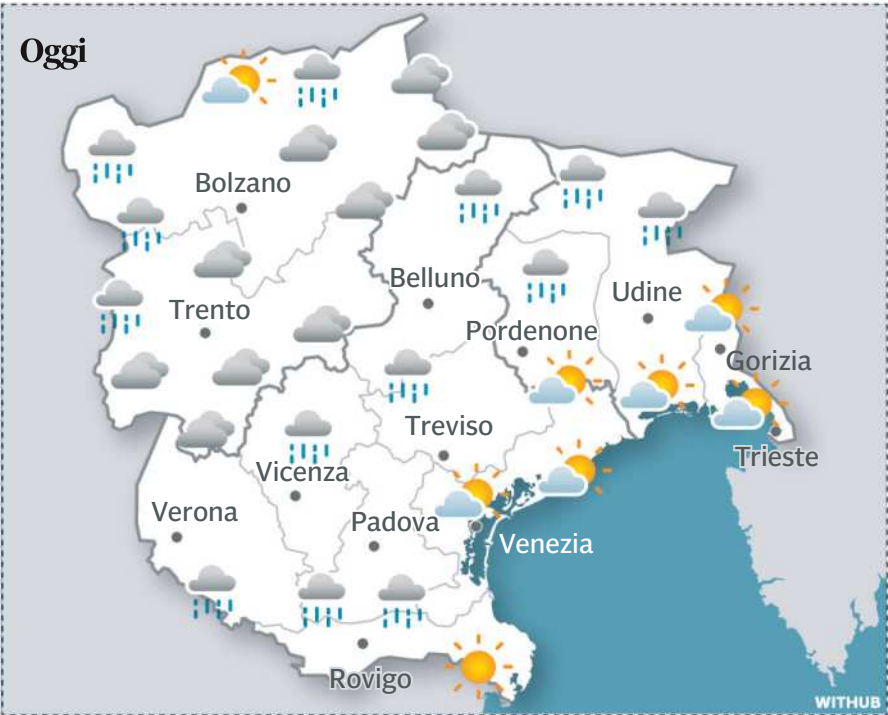 Oggi
Bolzano
Belluno
Udine
Trento
Pordenone
Gorizia
Treviso
Trieste
Vicenza
Verona
Padova
Venezia
Rovigo
WITHUB